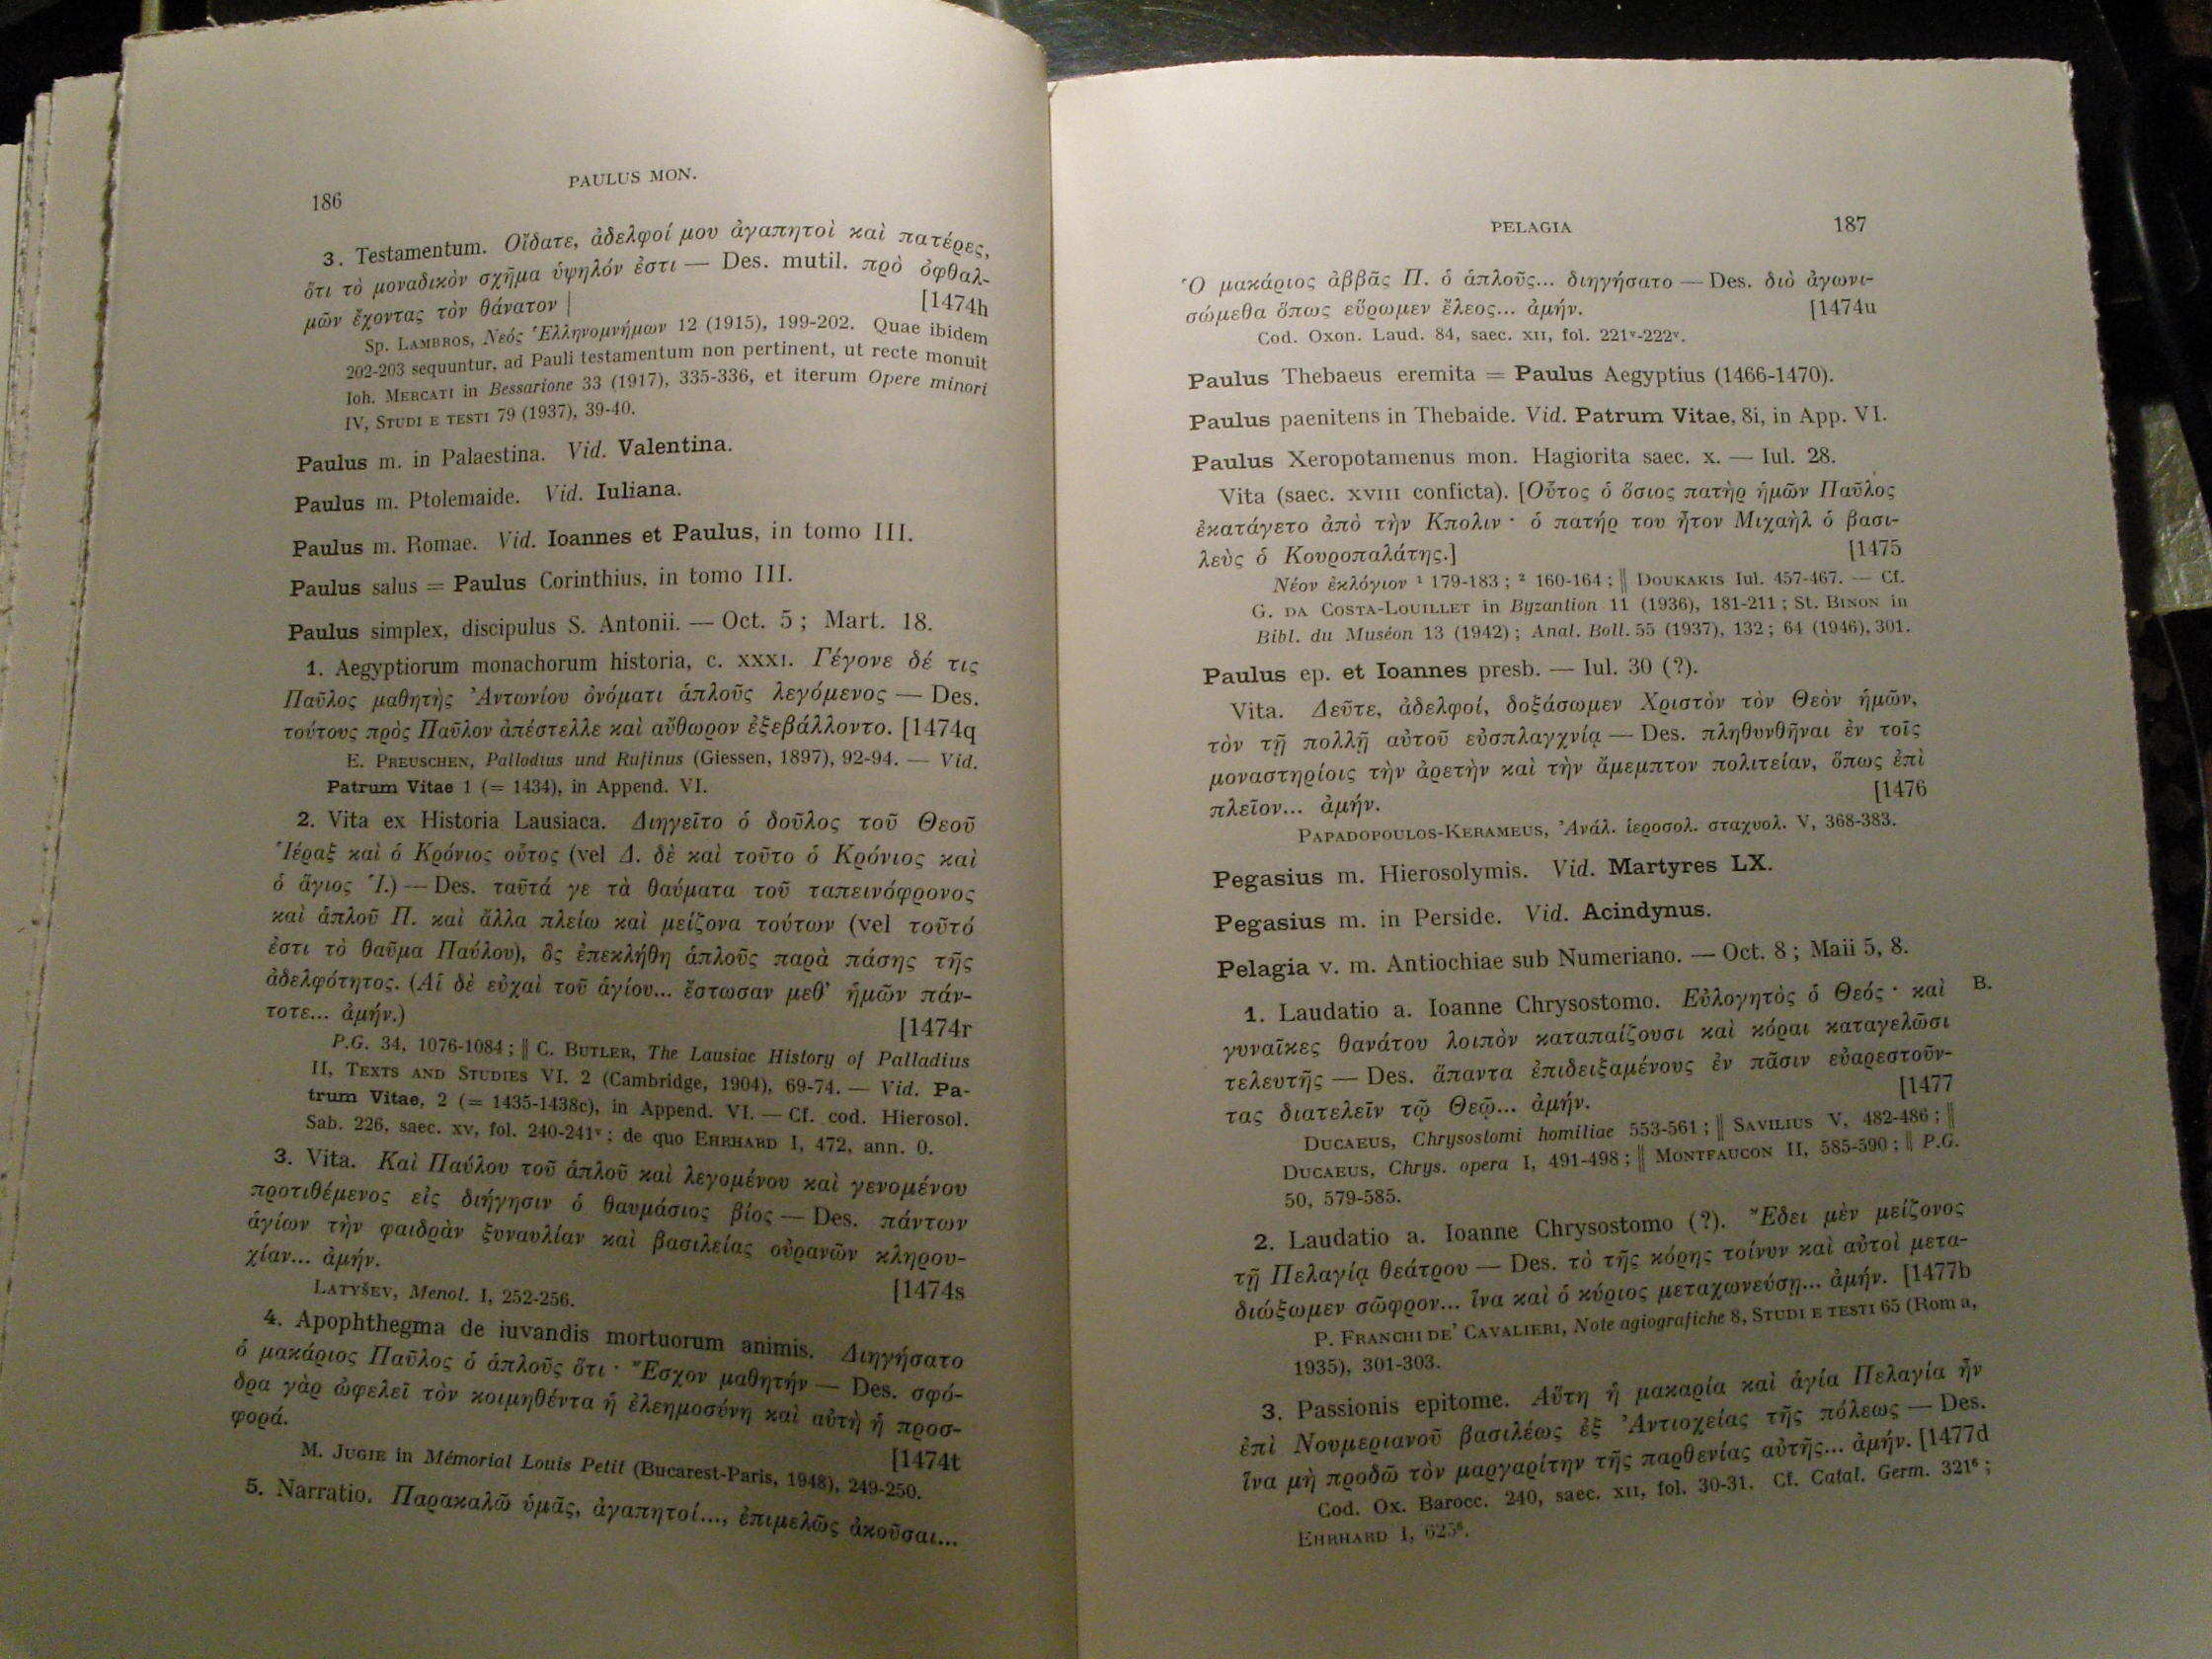 186
PAULUS MON.
3. Testamentum. Οἴδατε, ἀδελφοί μου ἀγαπητοὶ καὶ πατέρες,
ὅτι τὸ μοναδικὸν σχῆμα ὑψηλόν ἐστι — Des. mutil. πρὸ ὀφθαλ-
μῶν ἔχοντας τὸν θάνατον | [1474h
Sp. LAMBROS, Νεός Ἑλληνομνήμων 12 (1915), 199-202. Quae ibidem
202-203 sequuntur, ad Pauli testamentum non pertinent, ut recte monuit
Ioh. MERCATI in Bessarione 33 (1917), 335-336, et iterum Opere minori
IV, STUDI E TESTI 79 (1937), 39-40.
Paulus m. in Palaestina. Vid. Valentina.
Paulus m. Ptolemaide. Vid. Iuliana.
Paulus m. Romae. Vid. Ioannes et Paulus, in tomo III.
Paulus salus = Paulus Corinthius, in tomo III.
Paulus simplex, discipulus S. Antonii. — Oct. 5 ; Mart. 18.
1. Aegyptiorum monachorum historia, c. XXXI. Γέγονε δέ τις
Παῦλος μαθητὴς Ἀντωνίου ὀνόματι ἁπλοῦς λεγόμενος — Des.
τούτους πρὸς Παῦλον ἀπέστελλε καὶ αὔθωρον ἐξεβάλλοντο. [1474q
E. PREUSCHEN, Palladius und Rufinus (Giessen, 1897), 92-94. — Vid.
Patrum Vitae 1 (= 1434), in Append. VI.
2. Vita ex Historia Lausiaca. Διηγεῖτο ὁ δοῦλος τοῦ Θεοῦ
Ἱέραξ καὶ ὁ Κρόνιος οὗτος (vel Δ. δὲ καὶ τοῦτο ὁ Κρόνιος καὶ
ὁ ἅγιος Ἱ.) — Des. ταῦτά γε τὰ θαύματα τοῦ ταπεινόφρονος
καὶ ἁπλοῦ Π. καὶ ἄλλα πλείω καὶ μείζονα τούτων (vel τοῦτό
ἐστι τὸ θαῦμα Παύλου), ὃς ἐπεκλήθη ἁπλοῦς παρὰ πάσης τῆς
ἀδελφότητος. (Αἱ δὲ εὐχαὶ τοῦ ἁγίου... ἔστωσαν μεθ' ἡμῶν πάν-
τοτε... ἀμήν.) [1474r
P.G. 34, 1076-1084 ; || C. BUTLER, The Lausiac History of Palladius
II, TEXTS AND STUDIES VI. 2 (Cambridge, 1904), 69-74. — Vid. Pa-
trum Vitae, 2 (= 1435-1438c), in Append. VI. — Cf. cod. Hierosol.
Sab. 226, saec. XV, fol. 240-241ᵛ ; de quo EHRHARD I, 472, ann. 0.
3. Vita. Καὶ Παύλου τοῦ ἁπλοῦ καὶ λεγομένου καὶ γενομένου
προτιθέμενος εἰς διήγησιν ὁ θαυμάσιος βίος — Des. πάντων
ἁγίων τὴν φαιδρὰν ξυναυλίαν καὶ βασιλείας οὐρανῶν κληρου-
χίαν... ἀμήν. [1474s
LATYŠEV, Menol. I, 252-256.
4. Apophthegma de iuvandis mortuorum animis. Διηγήσατο
ὁ μακάριος Παῦλος ὁ ἁπλοῦς ὅτι · Ἔσχον μαθητήν — Des. σφό-
δρα γὰρ ὠφελεῖ τὸν κοιμηθέντα ἡ ἐλεημοσύνη καὶ αὐτὴ ἡ προσ-
φορά. [1474t
M. JUGIE in Mémorial Louis Petit (Bucarest-Paris, 1948), 249-250.
5. Narratio. Παρακαλῶ ὑμᾶς, ἀγαπητοί..., ἐπιμελῶς ἀκοῦσαι...
PELAGIA
187
Ὁ μακάριος ἀββᾶς Π. ὁ ἁπλοῦς... διηγήσατο — Des. διὸ ἀγωνι-
σώμεθα ὅπως εὕρωμεν ἔλεος... ἀμήν. [1474u
Cod. Oxon. Laud. 84, saec. XII, fol. 221ᵛ-222ᵛ.
Paulus Thebaeus eremita = Paulus Aegyptius (1466-1470).
Paulus paenitens in Thebaide. Vid. Patrum Vitae, 8i, in App. VI.
Paulus Xeropotamenus mon. Hagiorita saec. X. — Iul. 28.
Vita (saec. XVIII conficta). [Οὗτος ὁ ὅσιος πατὴρ ἡμῶν Παῦλος
ἐκατάγετο ἀπὸ τὴν Κπολιν · ὁ πατήρ του ἦτον Μιχαὴλ ὁ βασι-
λεὺς ὁ Κουροπαλάτης.] [1475
Νέον ἐκλόγιον ¹ 179-183 ; ² 160-164 ; || DOUKAKIS Iul. 457-467. — Cf.
G. DA COSTA-LOUILLET in Byzantion 11 (1936), 181-211 ; St. BINON in
Bibl. du Muséon 13 (1942) ; Anal. Boll. 55 (1937), 132 ; 64 (1946), 301.
Paulus ep. et Ioannes presb. — Iul. 30 (?).
Vita. Δεῦτε, ἀδελφοί, δοξάσωμεν Χριστὸν τὸν Θεὸν ἡμῶν,
τὸν τῇ πολλῇ αὐτοῦ εὐσπλαγχνίᾳ — Des. πληθυνθῆναι ἐν τοῖς
μοναστηρίοις τὴν ἀρετὴν καὶ τὴν ἄμεμπτον πολιτείαν, ὅπως ἐπὶ
πλεῖον... ἀμήν. [1476
PAPADOPOULOS-KERAMEUS, Ἀνάλ. ἱεροσολ. σταχυολ. V, 368-383.
Pegasius m. Hierosolymis. Vid. Martyres LX.
Pegasius m. in Perside. Vid. Acindynus.
Pelagia v. m. Antiochiae sub Numeriano. — Oct. 8 ; Maii 5, 8.
1. Laudatio a. Ioanne Chrysostomo. Εὐλογητὸς ὁ Θεός · καὶ B.
γυναῖκες θανάτου λοιπὸν καταπαίζουσι καὶ κόραι καταγελῶσι
τελευτῆς — Des. ἅπαντα ἐπιδειξαμένους ἐν πᾶσιν εὐαρεστοῦν-
τας διατελεῖν τῷ Θεῷ... ἀμήν. [1477
DUCAEUS, Chrysostomi homiliae 553-561 ; || SAVILIUS V, 482-486 ; ||
DUCAEUS, Chrys. opera I, 491-498 ; || MONTFAUCON II, 585-590 ; || P.G.
50, 579-585.
2. Laudatio a. Ioanne Chrysostomo (?). Ἔδει μὲν μείζονος
τῇ Πελαγίᾳ θεάτρου — Des. τὸ τῆς κόρης τοίνυν καὶ αὐτοὶ μετα-
διώξωμεν σῶφρον... ἵνα καὶ ὁ κύριος μεταχωνεύσῃ... ἀμήν. [1477b
P. FRANCHI DE' CAVALIERI, Note agiografiche 8, STUDI E TESTI 65 (Roma,
1935), 301-303.
3. Passionis epitome. Αὕτη ἡ μακαρία καὶ ἁγία Πελαγία ἦν
ἐπὶ Νουμεριανοῦ βασιλέως ἐξ Ἀντιοχείας τῆς πόλεως — Des.
ἵνα μὴ προδῶ τὸν μαργαρίτην τῆς παρθενίας αὐτῆς... ἀμήν. [1477d
Cod. Ox. Barocc. 240, saec. XII, fol. 30-31. Cf. Catal. Germ. 321⁶ ;
EHRHARD I, 625⁸.